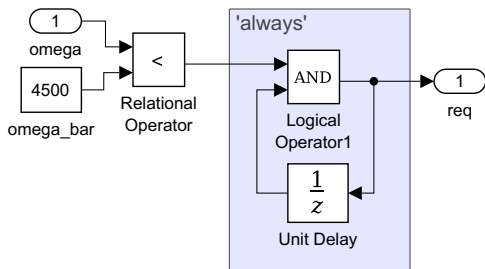 'always'
1
omega
4500
omega_bar
<
Relational
Operator
AND
Logical
Operator1
1
z
Unit Delay
1
req